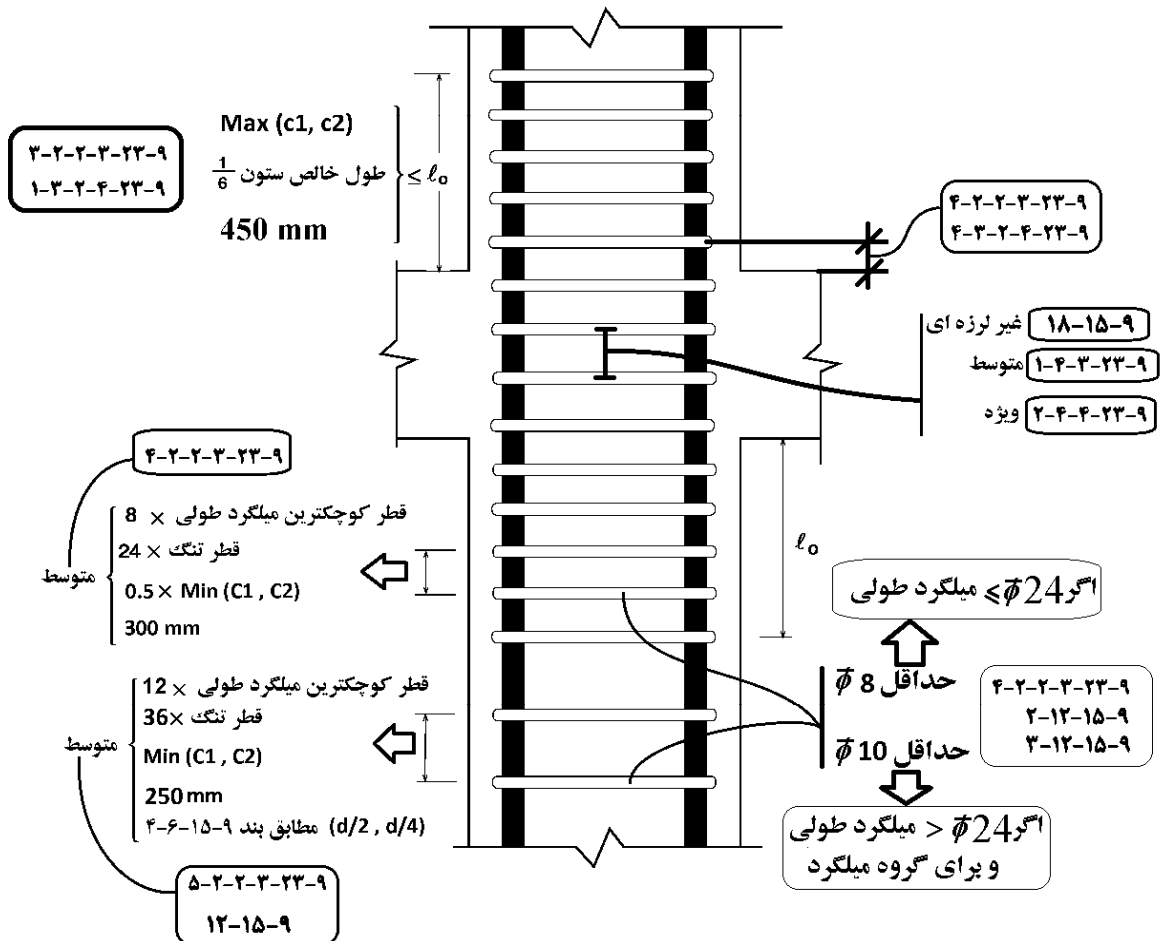 Max (c1, c2)
1/6 طول خالص ستون
450 mm
≤ ℓo
۳-۲-۲-۳-۲۳-۹
۱-۳-۲-۴-۲۳-۹
۴-۲-۲-۳-۲۳-۹
۴-۳-۲-۴-۲۳-۹
غیر لرزه ای ۱۸-۱۵-۹
متوسط ۱-۴-۳-۲۳-۹
ویژه ۲-۴-۴-۲۳-۹
۴-۲-۲-۳-۲۳-۹
متوسط
8 × قطر کوچکترین میلگرد طولی
24 × قطر تنگ
0.5 × Min (C1 , C2)
300 mm
ℓo
اگر ϕ24 ≥ میلگرد طولی
حداقل ϕ 8
حداقل ϕ 10
۴-۲-۲-۳-۲۳-۹
۲-۱۲-۱۵-۹
۳-۱۲-۱۵-۹
اگر ϕ24 < میلگرد طولی
و برای گروه میلگرد
متوسط
12 × قطر کوچکترین میلگرد طولی
36× قطر تنگ
Min (C1 , C2)
250 mm
(d/2 , d/4) مطابق بند ۴-۶-۱۵-۹
۵-۲-۲-۳-۲۳-۹
۱۲-۱۵-۹